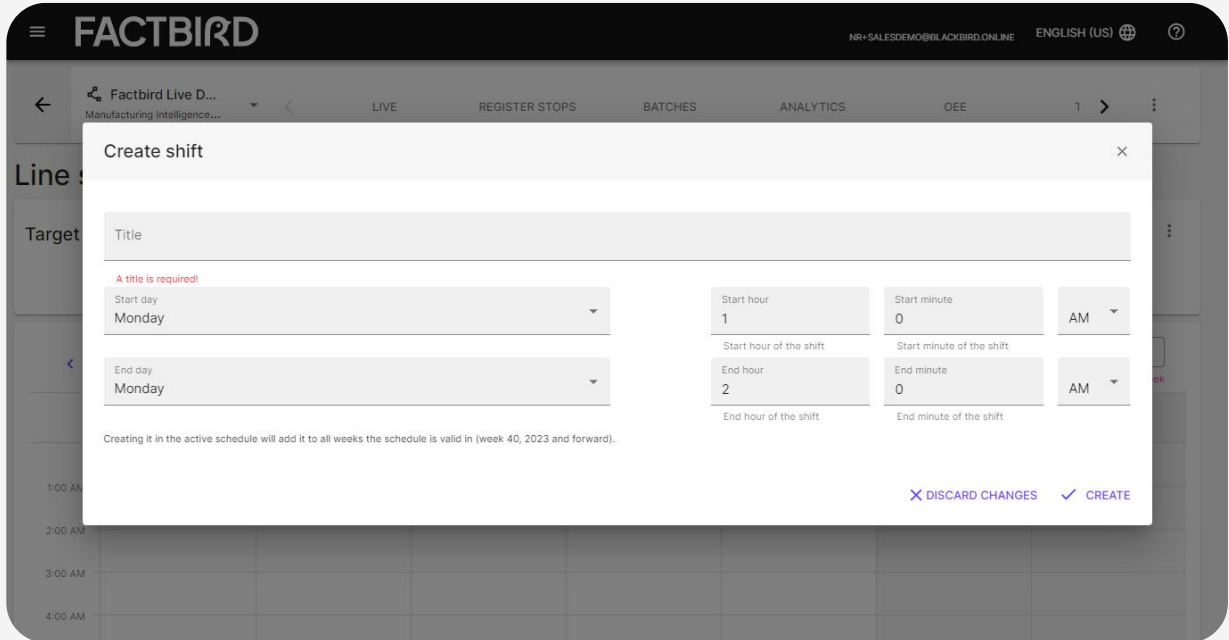 FACTBIRD
NR+SALESDEMO@BLACKBIRD.ONLINE
ENGLISH (US)
Factbird Live D...
Manufacturing Intelligence...
LIVE
REGISTER STOPS
BATCHES
ANALYTICS
OEE
Create shift
Line
Target
Title
A title is required!
Start day
Monday
Start hour
1
Start minute
0
AM
Start hour of the shift
Start minute of the shift
End day
Monday
End hour
2
End minute
0
AM
End hour of the shift
End minute of the shift
Creating it in the active schedule will add it to all weeks the schedule is valid in (week 40, 2023 and forward).
DISCARD CHANGES
CREATE
1:00 AM
2:00 AM
3:00 AM
4:00 AM